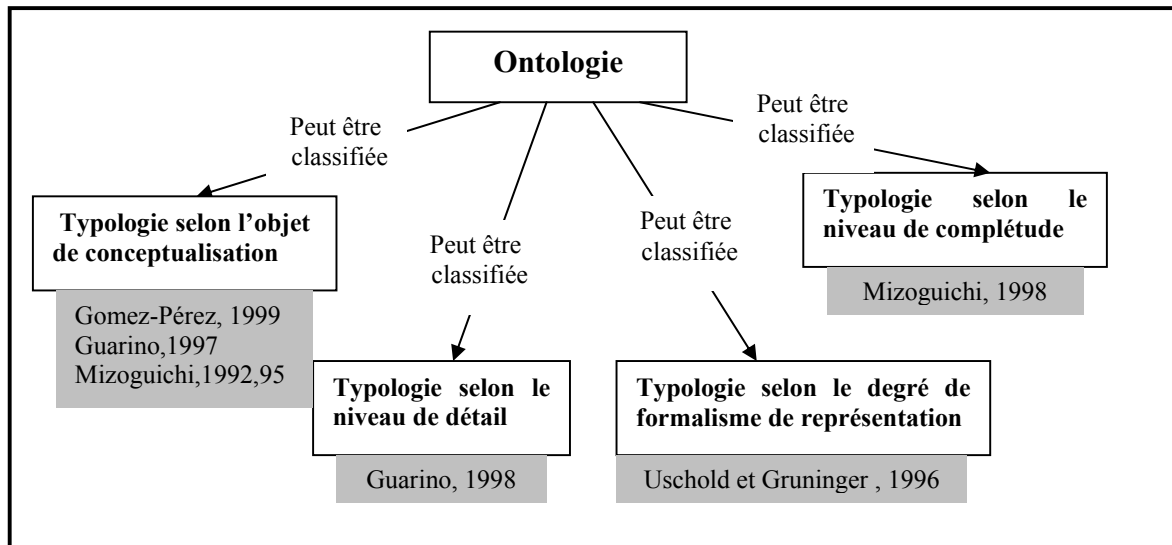 Ontologie
Peut être
classifiée
Typologie selon l’objet
de conceptualisation
Gomez-Pérez, 1999
Guarino,1997
Mizoguichi,1992,95
Peut être
classifiée
Typologie selon le
niveau de détail
Guarino, 1998
Peut être
classifiée
Typologie selon le degré de
formalisme de représentation
Uschold et Gruninger , 1996
Peut être
classifiée
Typologie selon le
niveau de complétude
Mizoguichi, 1998